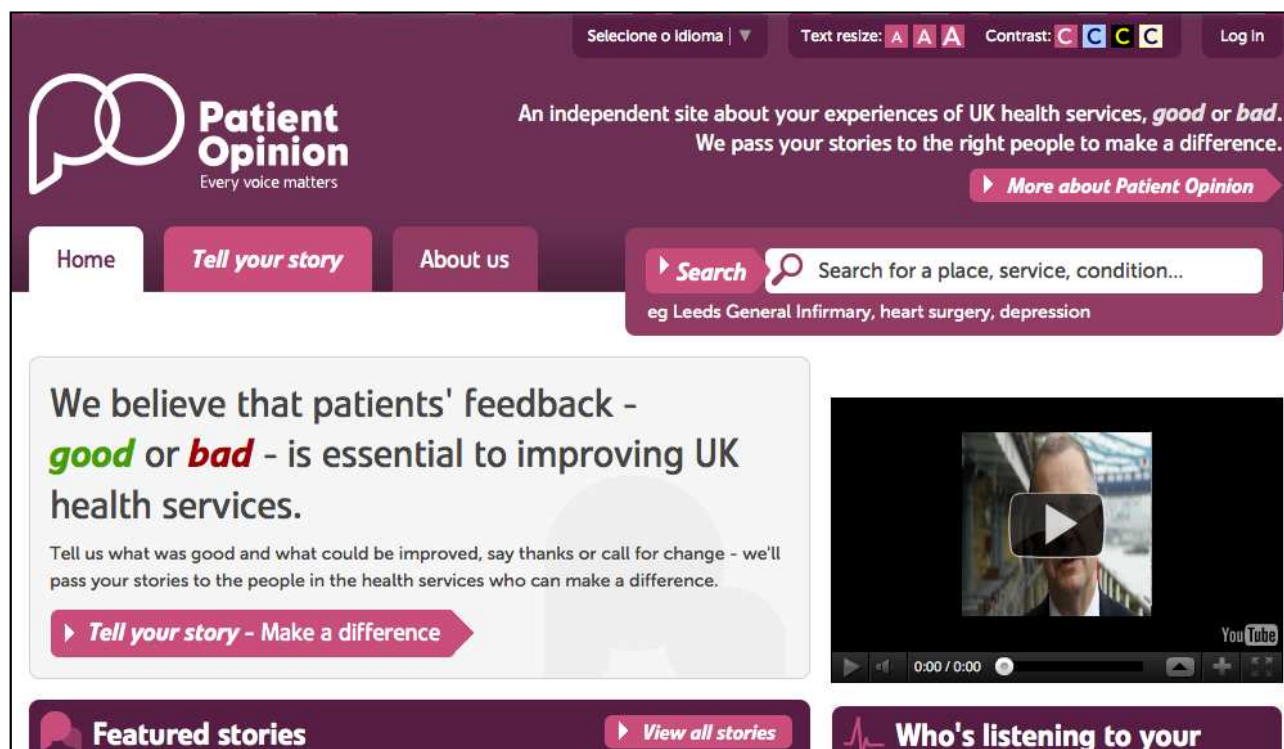 Selecione o idioma | ▼
Text resize: A A A
Contrast: C C C C
Log in
Patient
Opinion
Every voice matters
An independent site about your experiences of UK health services, good or bad.
We pass your stories to the right people to make a difference.
More about Patient Opinion
Home
Tell your story
About us
Search
Search for a place, service, condition...
eg Leeds General Infirmary, heart surgery, depression
We believe that patients' feedback -
good or bad - is essential to improving UK
health services.
Tell us what was good and what could be improved, say thanks or call for change - we'll
pass your stories to the people in the health services who can make a difference.
Tell your story - Make a difference
YouTube
0:00 / 0:00
Featured stories
View all stories
Who's listening to your